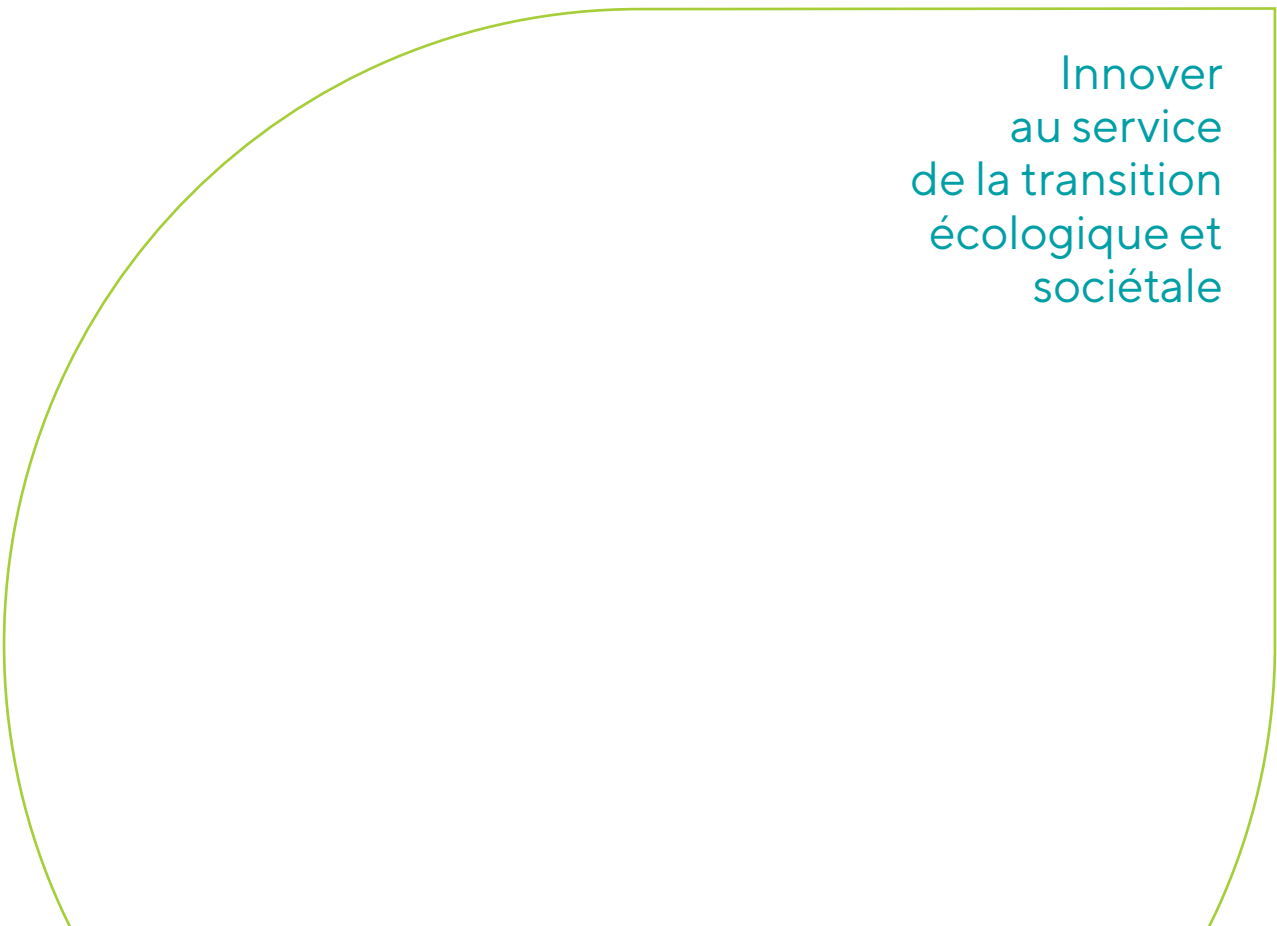 Innover
au service
de la transition
écologique et
sociétale